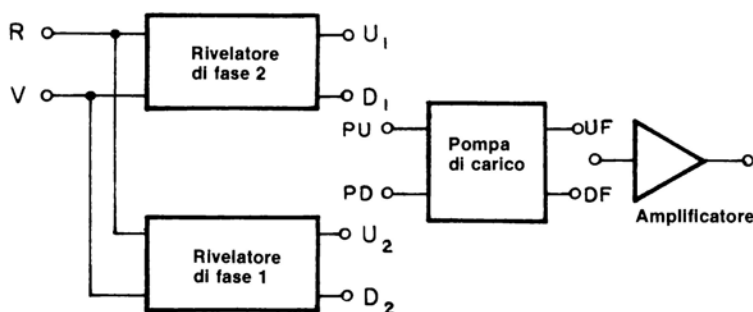 R
V
Rivelatore
di fase 2
U1
D1
PU
PD
Pompa
di carico
UF
DF
Amplificatore
Rivelatore
di fase 1
U2
D2